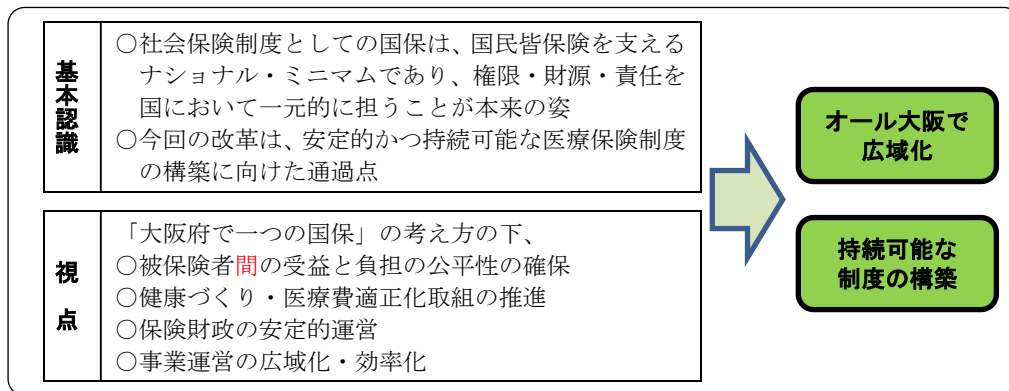 基本認識
○社会保険制度としての国保は、国民皆保険を支える
ナショナル・ミニマムであり、権限・財源・責任を
国において一元的に担うことが本来の姿
○今回の改革は、安定的かつ持続可能な医療保険制度
の構築に向けた通過点
視点
「大阪府で一つの国保」の考え方の下、
○被保険者間の受益と負担の公平性の確保
○健康づくり・医療費適正化取組の推進
○保険財政の安定的運営
○事業運営の広域化・効率化
オール大阪で
広域化
持続可能な
制度の構築